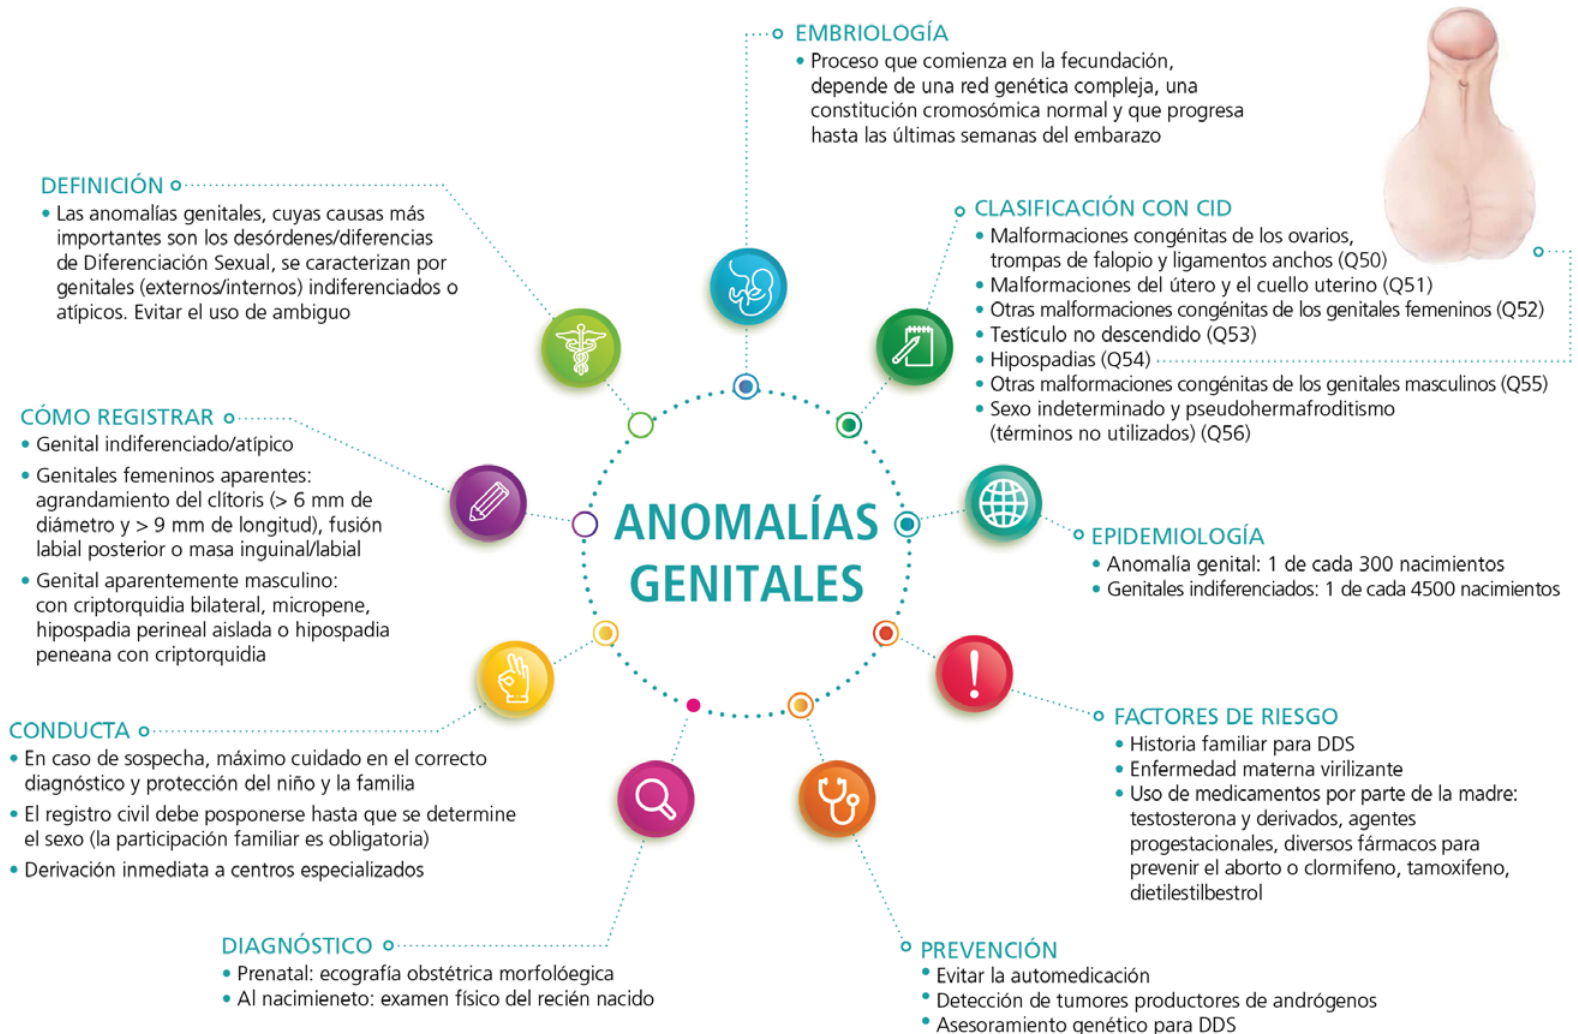 EMBRIOLOGÍA
• Proceso que comienza en la fecundación,
depende de una red genética compleja, una
constitución cromosómica normal y que progresa
hasta las últimas semanas del embarazo
DEFINICIÓN
• Las anomalías genitales, cuyas causas más
importantes son los desórdenes/diferencias
de Diferenciación Sexual, se caracterizan por
genitales (externos/internos) indiferenciados o
atípicos. Evitar el uso de ambiguo
CLASIFICACIÓN CON CID
• Malformaciones congénitas de los ovarios,
trompas de falopio y ligamentos anchos (Q50)
• Malformaciones del útero y el cuello uterino (Q51)
• Otras malformaciones congénitas de los genitales femeninos (Q52)
• Testículo no descendido (Q53)
• Hipospadias (Q54)
• Otras malformaciones congénitas de los genitales masculinos (Q55)
• Sexo indeterminado y pseudohermafroditismo
(términos no utilizados) (Q56)
CÓMO REGISTRAR
• Genital indiferenciado/atípico
• Genitales femeninos aparentes:
agrandamiento del clítoris (> 6 mm de
diámetro y > 9 mm de longitud), fusión
labial posterior o masa inguinal/labial
• Genital aparentemente masculino:
con criptorquidia bilateral, micropene,
hipospadia perineal aislada o hipospadia
peneana con criptorquidia
ANOMALÍAS
GENITALES
EPIDEMIOLOGÍA
• Anomalía genital: 1 de cada 300 nacimientos
• Genitales indiferenciados: 1 de cada 4500 nacimientos
CONDUCTA
• En caso de sospecha, máximo cuidado en el correcto
diagnóstico y protección del niño y la familia
• El registro civil debe posponerse hasta que se determine
el sexo (la participación familiar es obligatoria)
• Derivación inmediata a centros especializados
FACTORES DE RIESGO
• Historia familiar para DDS
• Enfermedad materna virilizante
• Uso de medicamentos por parte de la madre:
testosterona y derivados, agentes
progestacionales, diversos fármacos para
prevenir el aborto o clormifeno, tamoxifeno,
dietilestilbestrol
DIAGNÓSTICO
• Prenatal: ecografía obstétrica morfolóegica
• Al nacimieneto: examen físico del recién nacido
PREVENCIÓN
• Evitar la automedicación
• Detección de tumores productores de andrógenos
• Asesoramiento genético para DDS